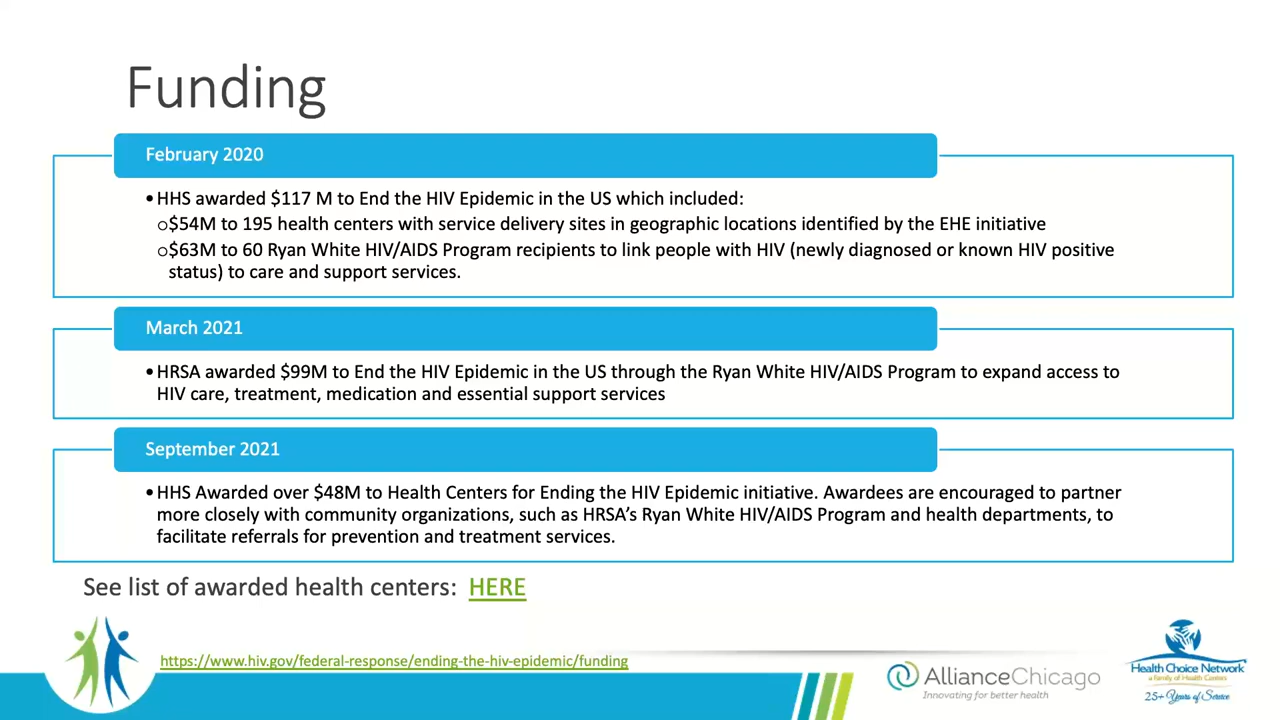 Funding
February 2020
•HHS awarded $117 M to End the HIV Epidemic in the US which included:
o$54M to 195 health centers with service delivery sites in geographic locations identified by the EHE initiative
o$63M to 60 Ryan White HIV/AIDS Program recipients to link people with HIV (newly diagnosed or known HIV positive
status) to care and support services.
March 2021
•HRSA awarded $99M to End the HIV Epidemic in the US through the Ryan White HIV/AIDS Program to expand access to
HIV care, treatment, medication and essential support services
September 2021
•HHS Awarded over $48M to Health Centers for Ending the HIV Epidemic initiative. Awardees are encouraged to partner
more closely with community organizations, such as HRSA’s Ryan White HIV/AIDS Program and health departments, to
facilitate referrals for prevention and treatment services.
See list of awarded health centers: HERE
https://www.hiv.gov/federal-response/ending-the-hiv-epidemic/funding
AllianceChicago
Innovating for better health
Health Choice Network
a Family of Health Centers
25+ Years of Service